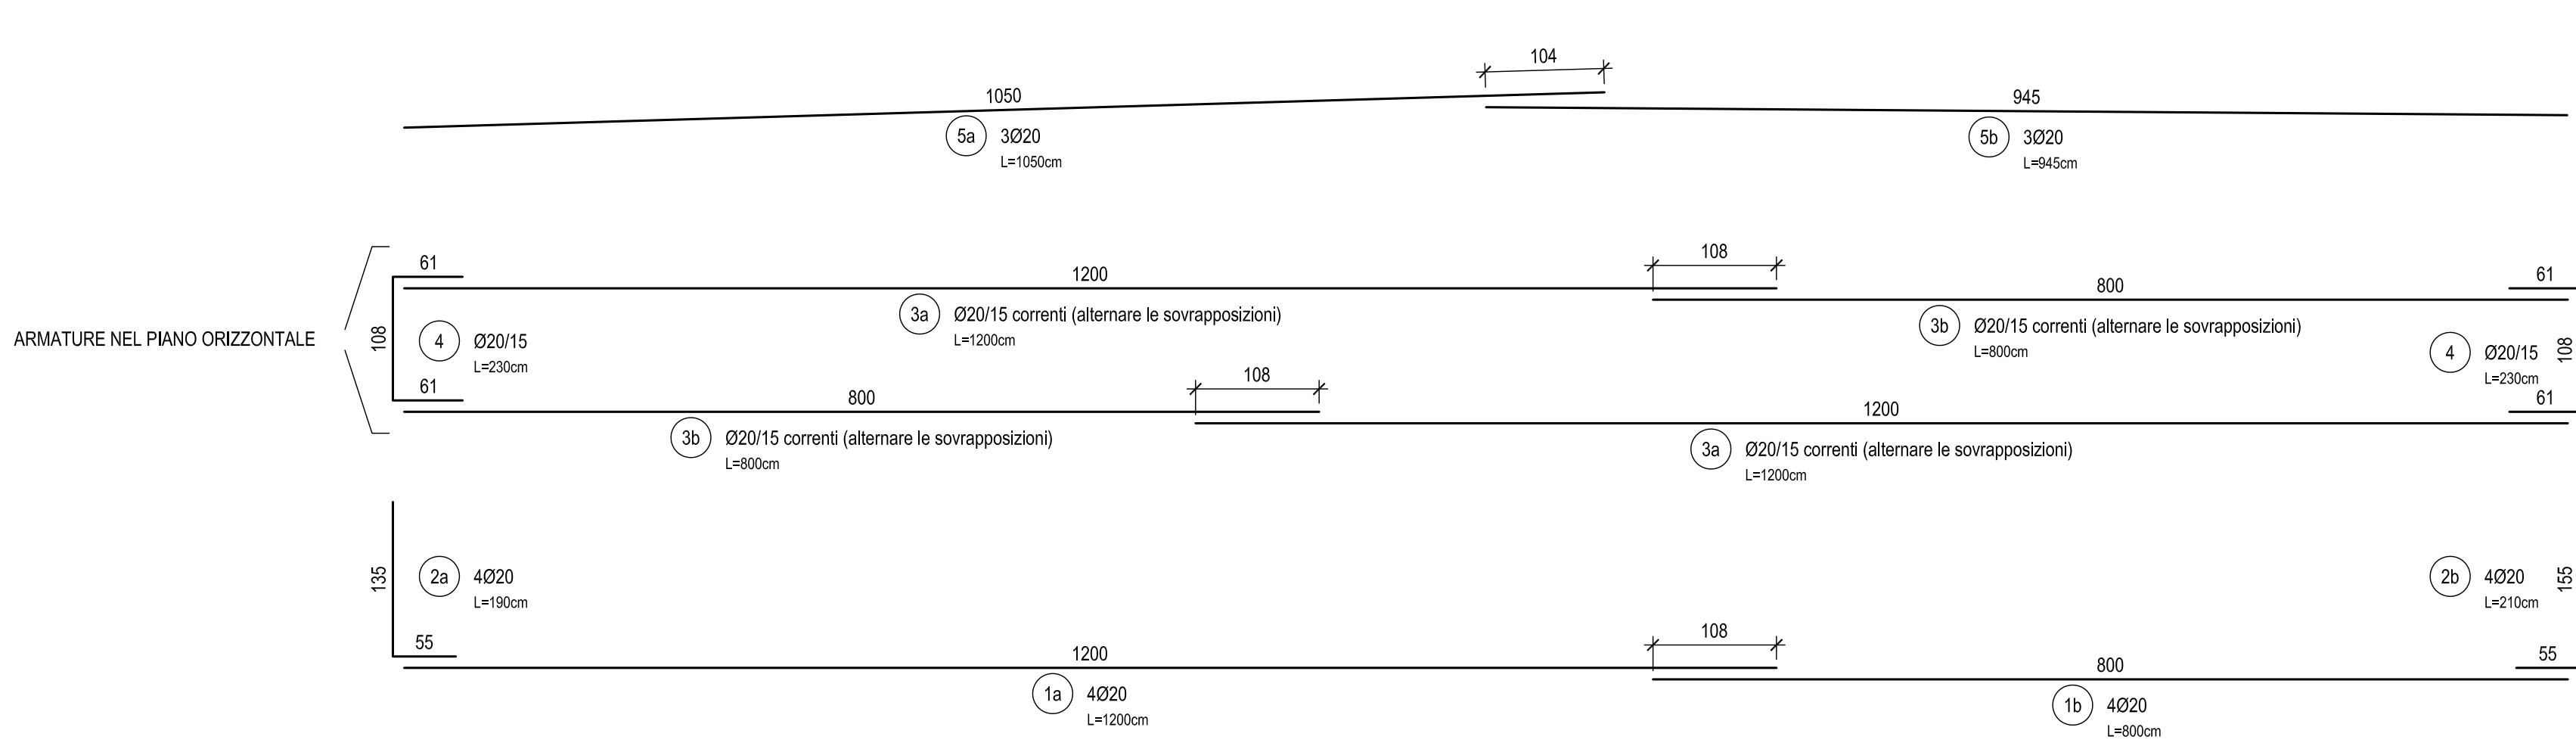 104
1050
945
5a 3Ø20
L=1050cm
5b 3Ø20
L=945cm
61
1200
108
800
61
ARMATURE NEL PIANO ORIZZONTALE
108
4 Ø20/15
L=230cm
3a Ø20/15 correnti (alternare le sovrapposizioni)
L=1200cm
3b Ø20/15 correnti (alternare le sovrapposizioni)
L=800cm
4 Ø20/15
L=230cm
108
61
800
108
1200
61
3b Ø20/15 correnti (alternare le sovrapposizioni)
L=800cm
3a Ø20/15 correnti (alternare le sovrapposizioni)
L=1200cm
135
2a 4Ø20
L=190cm
2b 4Ø20
L=210cm
155
55
1200
108
800
55
1a 4Ø20
L=1200cm
1b 4Ø20
L=800cm